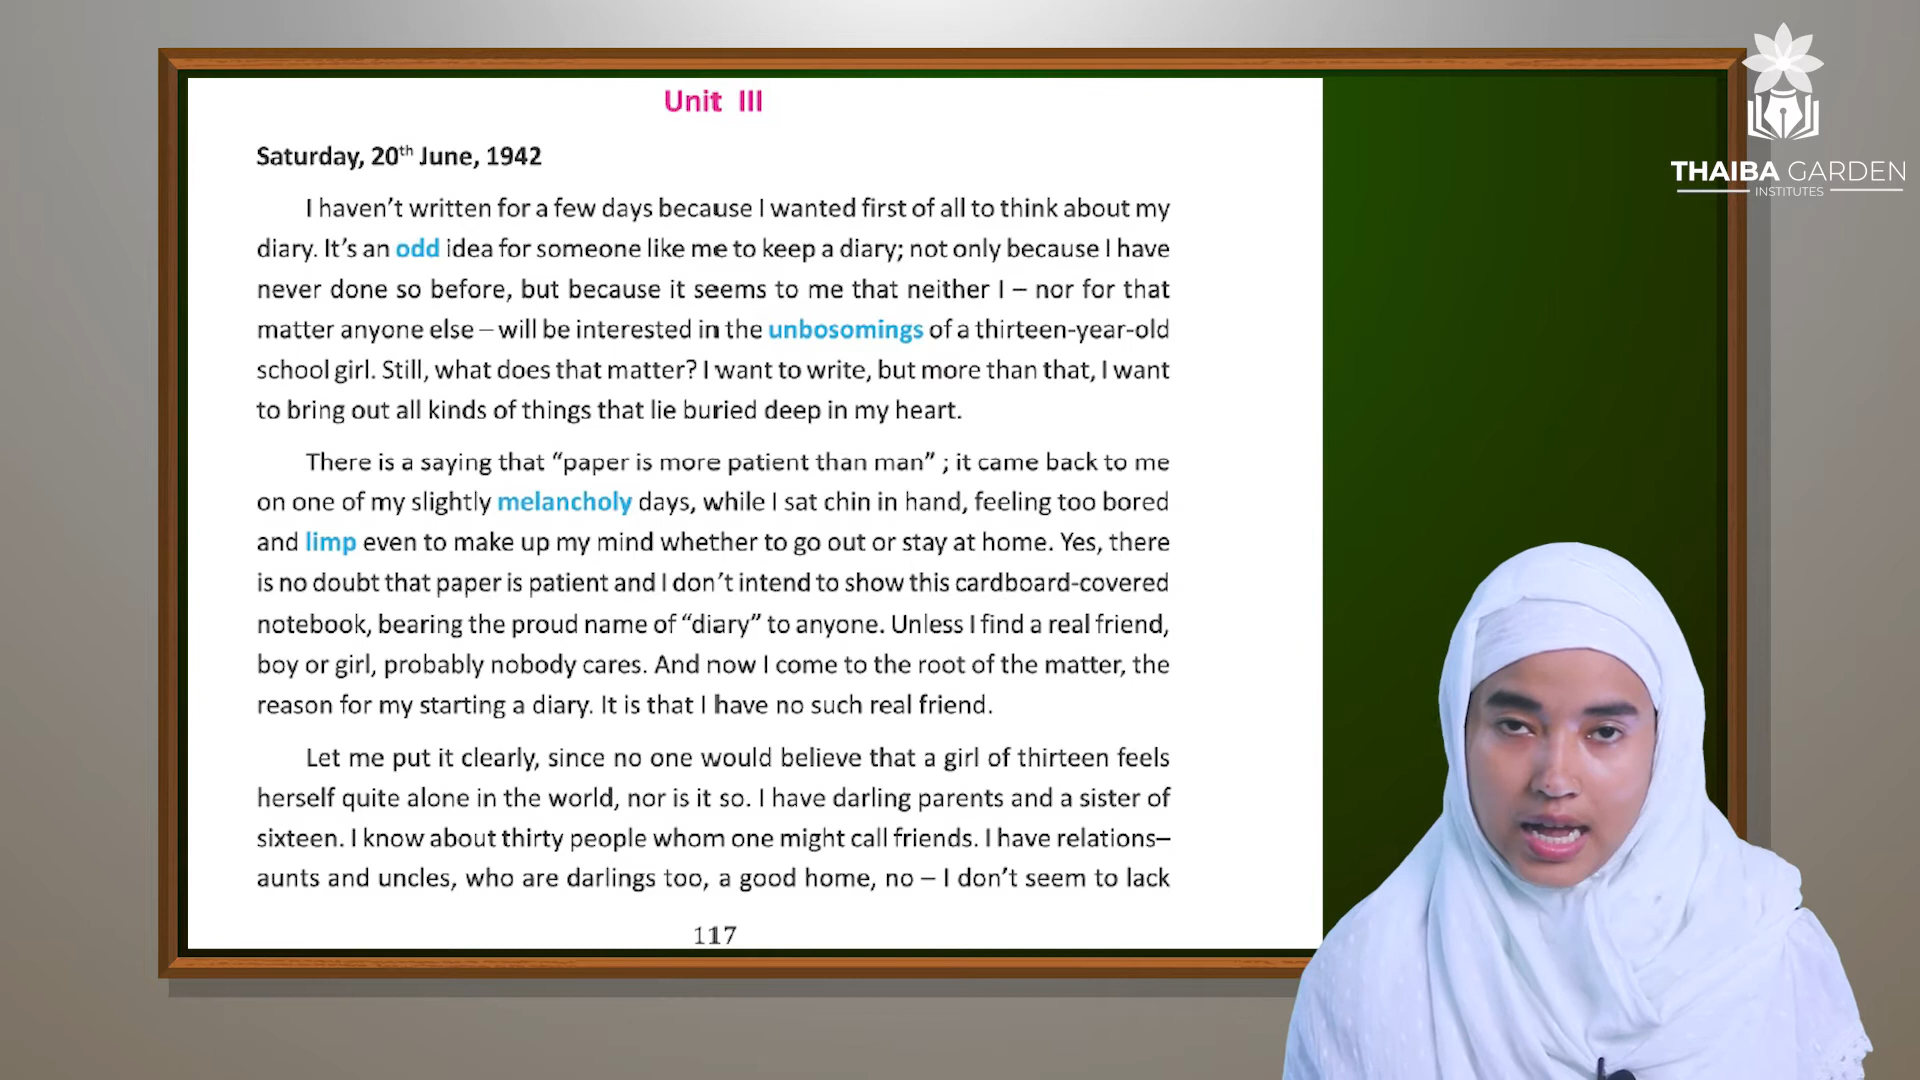 Unit III
Saturday, 20th June, 1942
I haven't written for a few days because I wanted first of all to think about my
diary. It's an odd idea for someone like me to keep a diary; not only because I have
never done so before, but because it seems to me that neither I – nor for that
matter anyone else – will be interested in the unbosomings of a thirteen-year-old
school girl. Still, what does that matter? I want to write, but more than that, I want
to bring out all kinds of things that lie buried deep in my heart.
There is a saying that “paper is more patient than man” ; it came back to me
on one of my slightly melancholy days, while I sat chin in hand, feeling too bored
and limp even to make up my mind whether to go out or stay at home. Yes, there
is no doubt that paper is patient and I don't intend to show this cardboard-covered
notebook, bearing the proud name of “diary” to anyone. Unless I find a real friend,
boy or girl, probably nobody cares. And now I come to the root of the matter, the
reason for my starting a diary. It is that I have no such real friend.
Let me put it clearly, since no one would believe that a girl of thirteen feels
herself quite alone in the world, nor is it so. I have darling parents and a sister of
sixteen. I know about thirty people whom one might call friends. I have relations–
aunts and uncles, who are darlings too, a good home, no – I don't seem to lack
117
THAIBA GARDEN
INSTITUTES